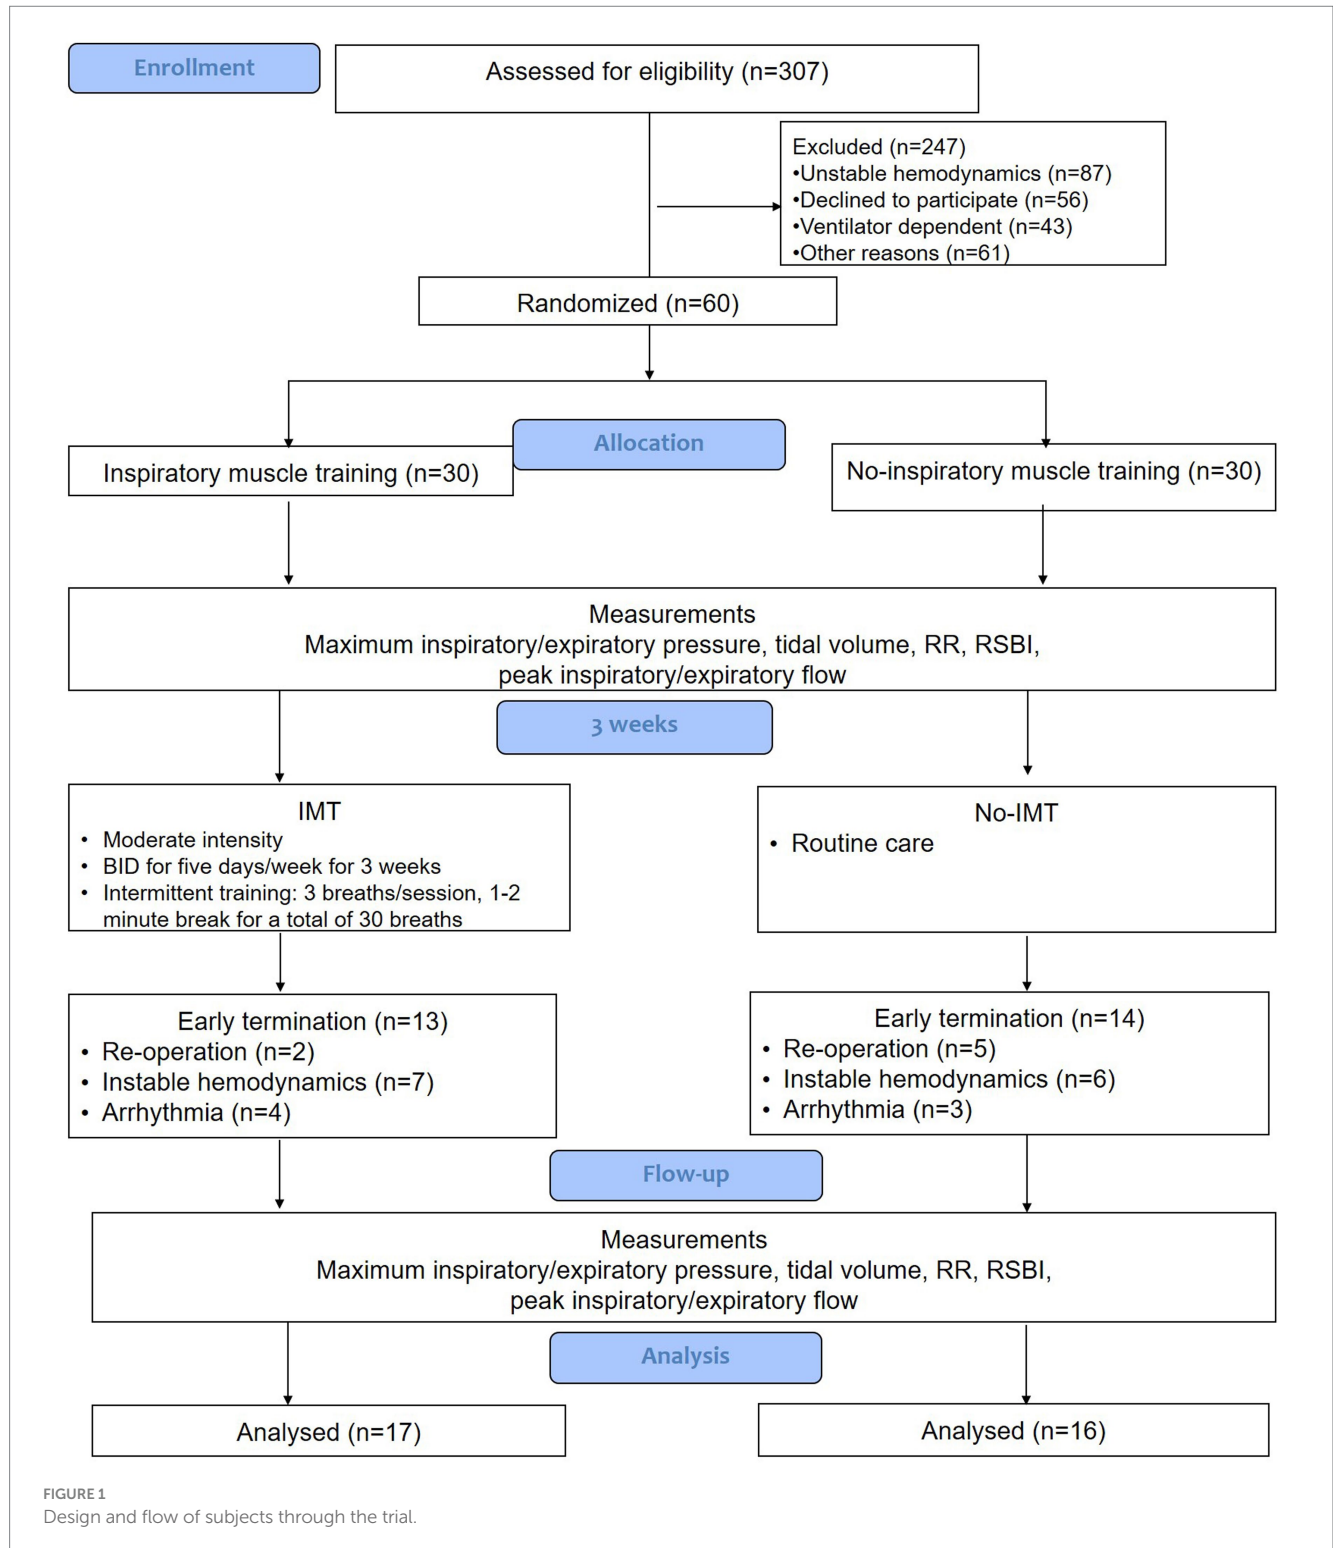 Enrollment
Assessed for eligibility (n=307)
Excluded (n=247)
•Unstable hemodynamics (n=87)
•Declined to participate (n=56)
•Ventilator dependent (n=43)
•Other reasons (n=61)
Randomized (n=60)
Allocation
Inspiratory muscle training (n=30)
No-inspiratory muscle training (n=30)
Measurements
Maximum inspiratory/expiratory pressure, tidal volume, RR, RSBI,
peak inspiratory/expiratory flow
3 weeks
IMT
• Moderate intensity
• BID for five days/week for 3 weeks
• Intermittent training: 3 breaths/session, 1-2
minute break for a total of 30 breaths
No-IMT
• Routine care
Early termination (n=13)
• Re-operation (n=2)
• Instable hemodynamics (n=7)
• Arrhythmia (n=4)
Early termination (n=14)
• Re-operation (n=5)
• Instable hemodynamics (n=6)
• Arrhythmia (n=3)
Flow-up
Measurements
Maximum inspiratory/expiratory pressure, tidal volume, RR, RSBI,
peak inspiratory/expiratory flow
Analysis
Analysed (n=17)
Analysed (n=16)
FIGURE 1
Design and flow of subjects through the trial.